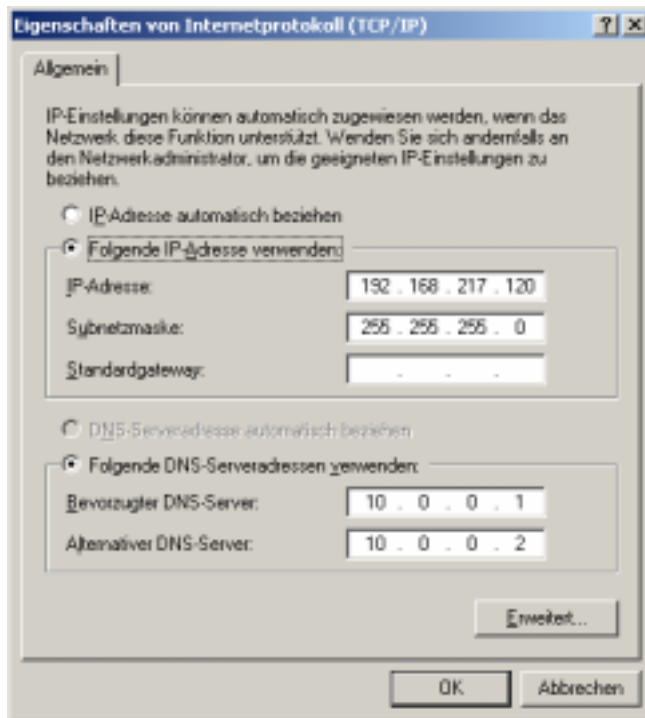 Eigenschaften von Internetprotokoll (TCP/IP)
Allgemein
IP-Einstellungen können automatisch zugewiesen werden, wenn das
Netzwerk diese Funktion unterstützt. Wenden Sie sich andernfalls an
den Netzwerkadministrator, um die geeigneten IP-Einstellungen zu
beziehen.
IP-Adresse automatisch beziehen
Folgende IP-Adresse verwenden:
IP-Adresse: 192 . 168 . 217 . 120
Subnetzmaske: 255 . 255 . 255 . 0
Standardgateway: . . .
DNS-Serveradresse automatisch beziehen
Folgende DNS-Serveradressen verwenden:
Bevorzugter DNS-Server: 10 . 0 . 0 . 1
Alternativer DNS-Server: 10 . 0 . 0 . 2
Erweitert...
OK Abbrechen